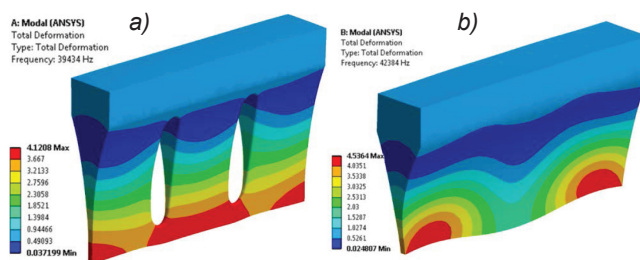 a)
A: Modal (ANSYS)
Total Deformation
Type: Total Deformation
Frequency: 39434 Hz
4.1208 Max
3.667
3.2133
2.7596
2.3058
1.8521
1.3984
0.94466
0.49093
0.037199 Min
b)
B: Modal (ANSYS)
Total Deformation
Type: Total Deformation
Frequency: 42384 Hz
4.5364 Max
4.0351
3.5338
3.0325
2.5313
2.03
1.5287
1.0274
0.5261
0.024807 Min